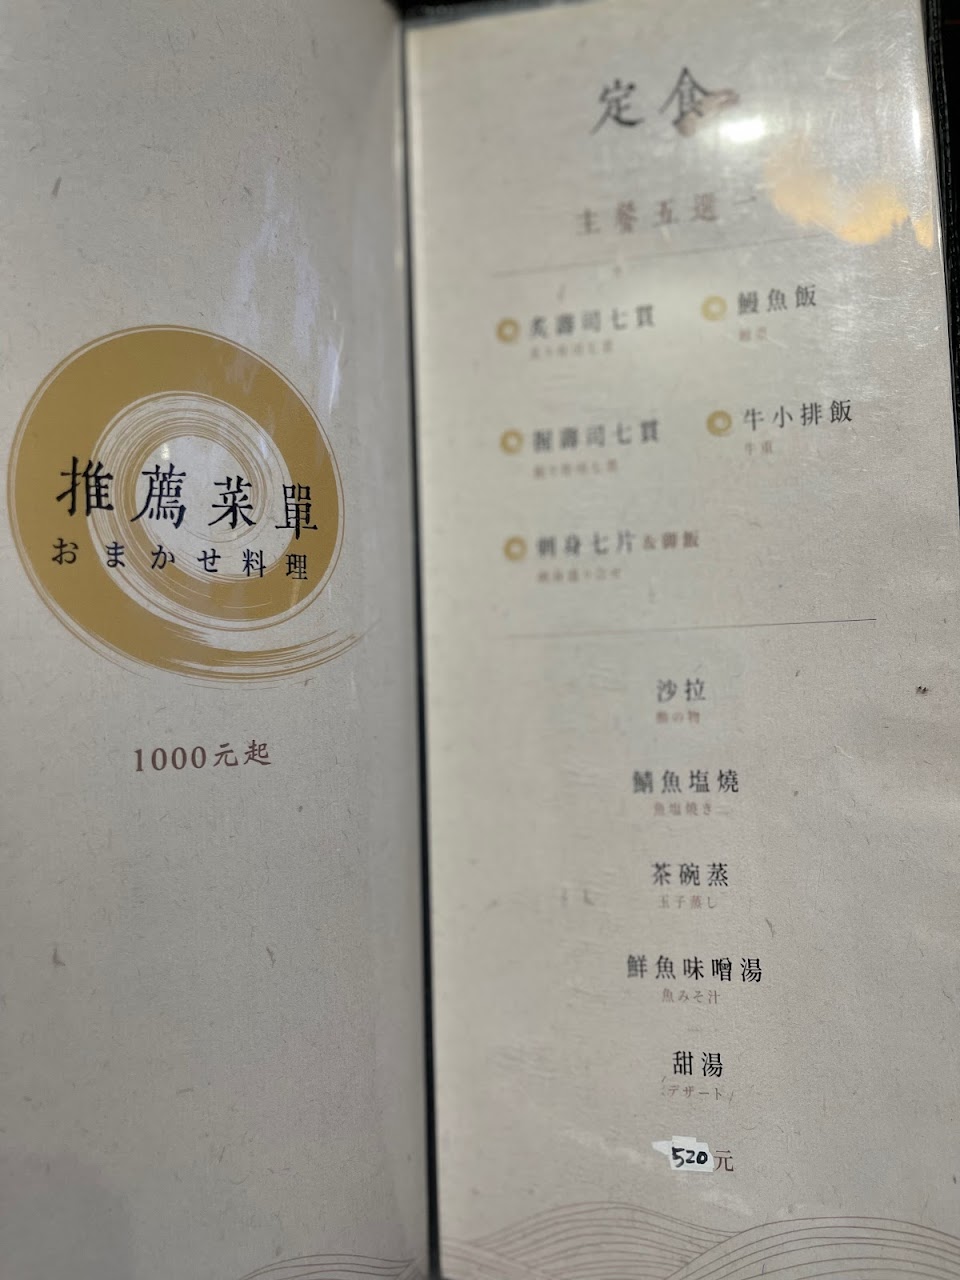 推薦菜單
おまかせ料理
1000元起
定食
主餐五選一
炙壽司七貫
鰻魚飯
握壽司七貫
牛小排飯
牛重
刺身七片&御飯
沙拉
酢の物
鯖魚塩燒
魚塩焼き
茶碗蒸
玉子蒸し
鮮魚味噌湯
魚みそ汁
甜湯
デザート
520元